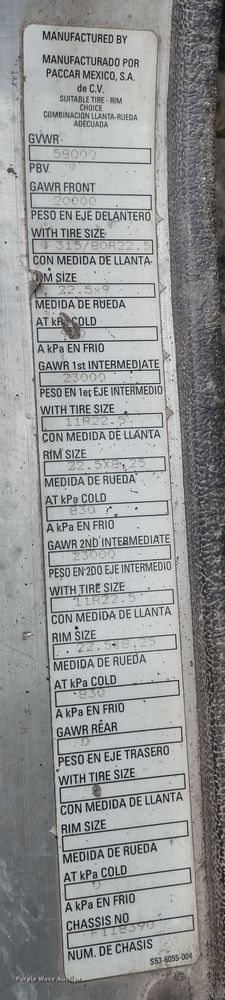 MANUFACTURED BY
MANUFACTURADO POR
PACCAR MEXICO, S.A.
de C.V.
SUITABLE TIRE - RIM
CHOICE
COMBINACION LLANTA-RUEDA
ADECUADA
GVWR
58000
PBV
GAWR FRONT
20000
PESO EN EJE DELANTERO
WITH TIRE SIZE
315/80R22.5
CON MEDIDA DE LLANTA
M SIZE
22.5x9
MEDIDA DE RUEDA
AT kPa COLD
A kPa EN FRIO
GAWR 1st INTERMEDIATE
23000
PESO EN 1er EJE INTERMEDIO
WITH TIRE SIZE
11R22.5
CON MEDIDA DE LLANTA
RIM SIZE
22.5X8.25
MEDIDA DE RUEDA
AT kPa COLD
830
A kPa EN FRIO
GAWR 2ND INTERMEDIATE
23000
PESO EN 2DO EJE INTERMEDIO
WITH TIRE SIZE
11R22.5
CON MEDIDA DE LLANTA
RIM SIZE
22.5X8.25
MEDIDA DE RUEDA
AT kPa COLD
830
A kPa EN FRIO
GAWR REAR
0
PESO EN EJE TRASERO
WITH TIRE SIZE
CON MEDIDA DE LLANTA
RIM SIZE
MEDIDA DE RUEDA
AT kPa COLD
0
A kPa EN FRIO
CHASSIS NO
F118390
NUM. DE CHASIS
S53-6055-004
Purple Wave Auction